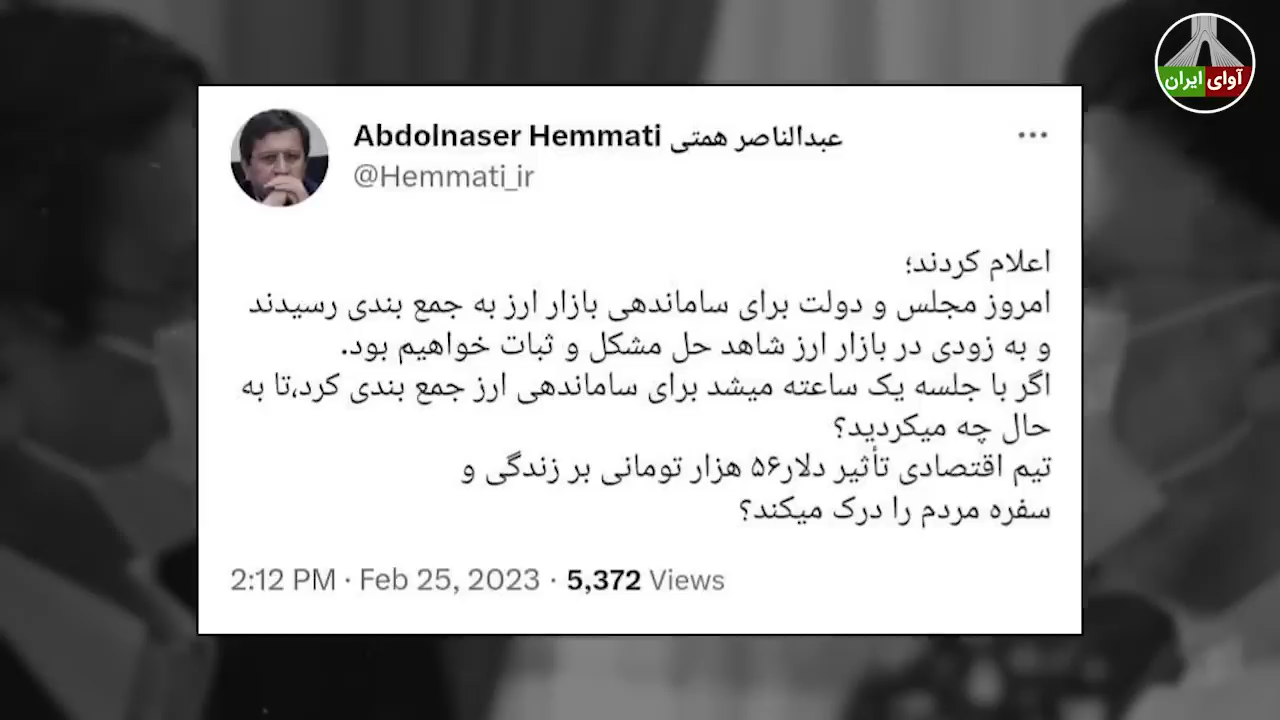 آوای ایران
Abdolnaser Hemmati عبدالناصر همتی
@Hemmati_ir
اعلام کردند؛
امروز مجلس و دولت برای ساماندهی بازار ارز به جمع بندی رسیدند
و به زودی در بازار ارز شاهد حل مشکل و ثبات خواهیم بود.
اگر با جلسه یک ساعته میشد برای ساماندهی ارز جمع بندی کرد،تا به
حال چه میکردید؟
تیم اقتصادی تأثیر دلار۵۶ هزار تومانی بر زندگی و
سفره مردم را درک میکند؟
2:12 PM · Feb 25, 2023 · 5,372 Views